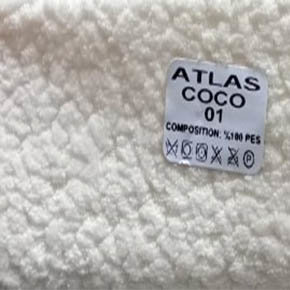 ATLAS
COCO
01
COMPOSITION: %100 PES